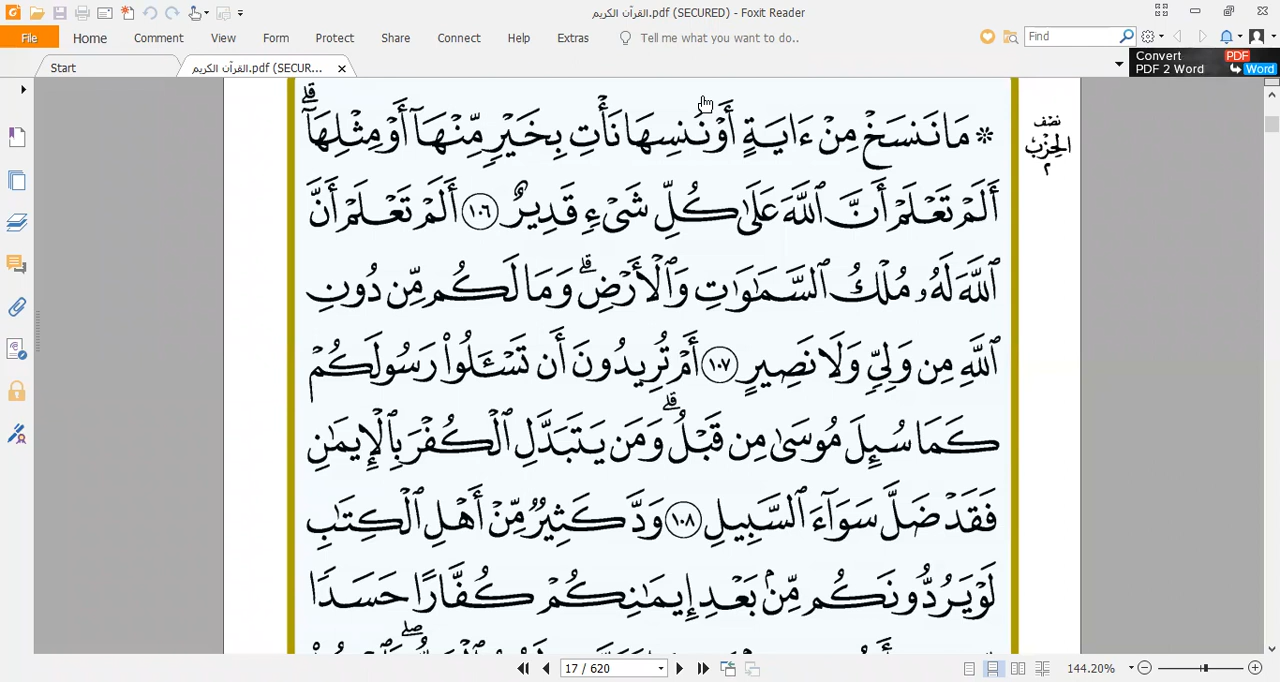 القرآن الكريم.pdf (SECURED) - Foxit Reader
File Home Comment View Form Protect Share Connect Help Extras Tell me what you want to do.. Find
Start القرآن الكريم.pdf (SECUR...
Convert PDF
PDF 2 Word Word
نصف
الحزب
٢
۞ مَا نَنسَخْ مِنْ ءَايَةٍ أَوْ نُنسِهَا نَأْتِ بِخَيْرٍ مِّنْهَآ أَوْ مِثْلِهَآ ۗ
أَلَمْ تَعْلَمْ أَنَّ ٱللَّهَ عَلَىٰ كُلِّ شَىْءٍ قَدِيرٌ ١٠٦ أَلَمْ تَعْلَمْ أَنَّ
ٱللَّهَ لَهُۥ مُلْكُ ٱلسَّمَـٰوَٰتِ وَٱلْأَرْضِ ۗ وَمَا لَكُم مِّن دُونِ
ٱللَّهِ مِن وَلِىٍّ وَلَا نَصِيرٍ ١٠٧ أَمْ تُرِيدُونَ أَن تَسْـَٔلُوا۟ رَسُولَكُمْ
كَمَا سُئِلَ مُوسَىٰ مِن قَبْلُ ۗ وَمَن يَتَبَدَّلِ ٱلْكُفْرَ بِٱلْإِيمَـٰنِ
فَقَدْ ضَلَّ سَوَآءَ ٱلسَّبِيلِ ١٠٨ وَدَّ كَثِيرٌ مِّنْ أَهْلِ ٱلْكِتَـٰبِ
لَوْ يَرُدُّونَكُم مِّنۢ بَعْدِ إِيمَـٰنِكُمْ كُفَّارًا حَسَدًا
17 / 620 144.20%